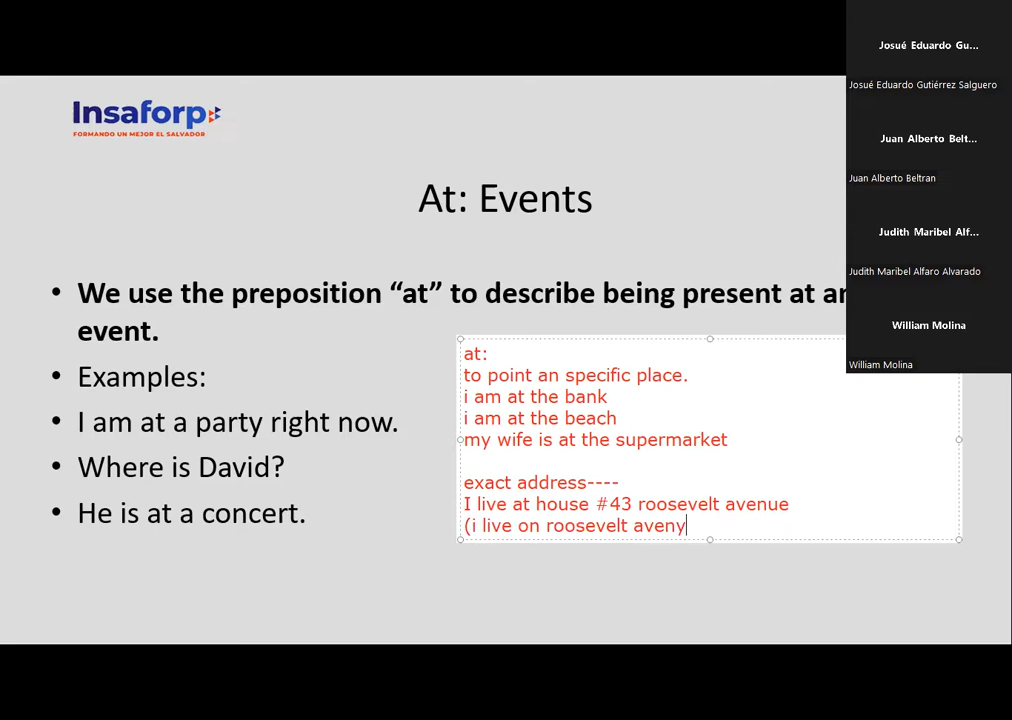 Insaforp
FORMANDO UN MEJOR EL SALVADOR
At: Events
• We use the preposition “at” to describe being present at an
event.
• Examples:
• I am at a party right now.
• Where is David?
• He is at a concert.
at:
to point an specific place.
i am at the bank
i am at the beach
my wife is at the supermarket
exact address----
I live at house #43 roosevelt avenue
(i live on roosevelt aveny
Josué Eduardo Gu...
Josué Eduardo Gutiérrez Salguero
Juan Alberto Belt...
Juan Alberto Beltran
Judith Maribel Alf...
Judith Maribel Alfaro Alvarado
William Molina
William Molina